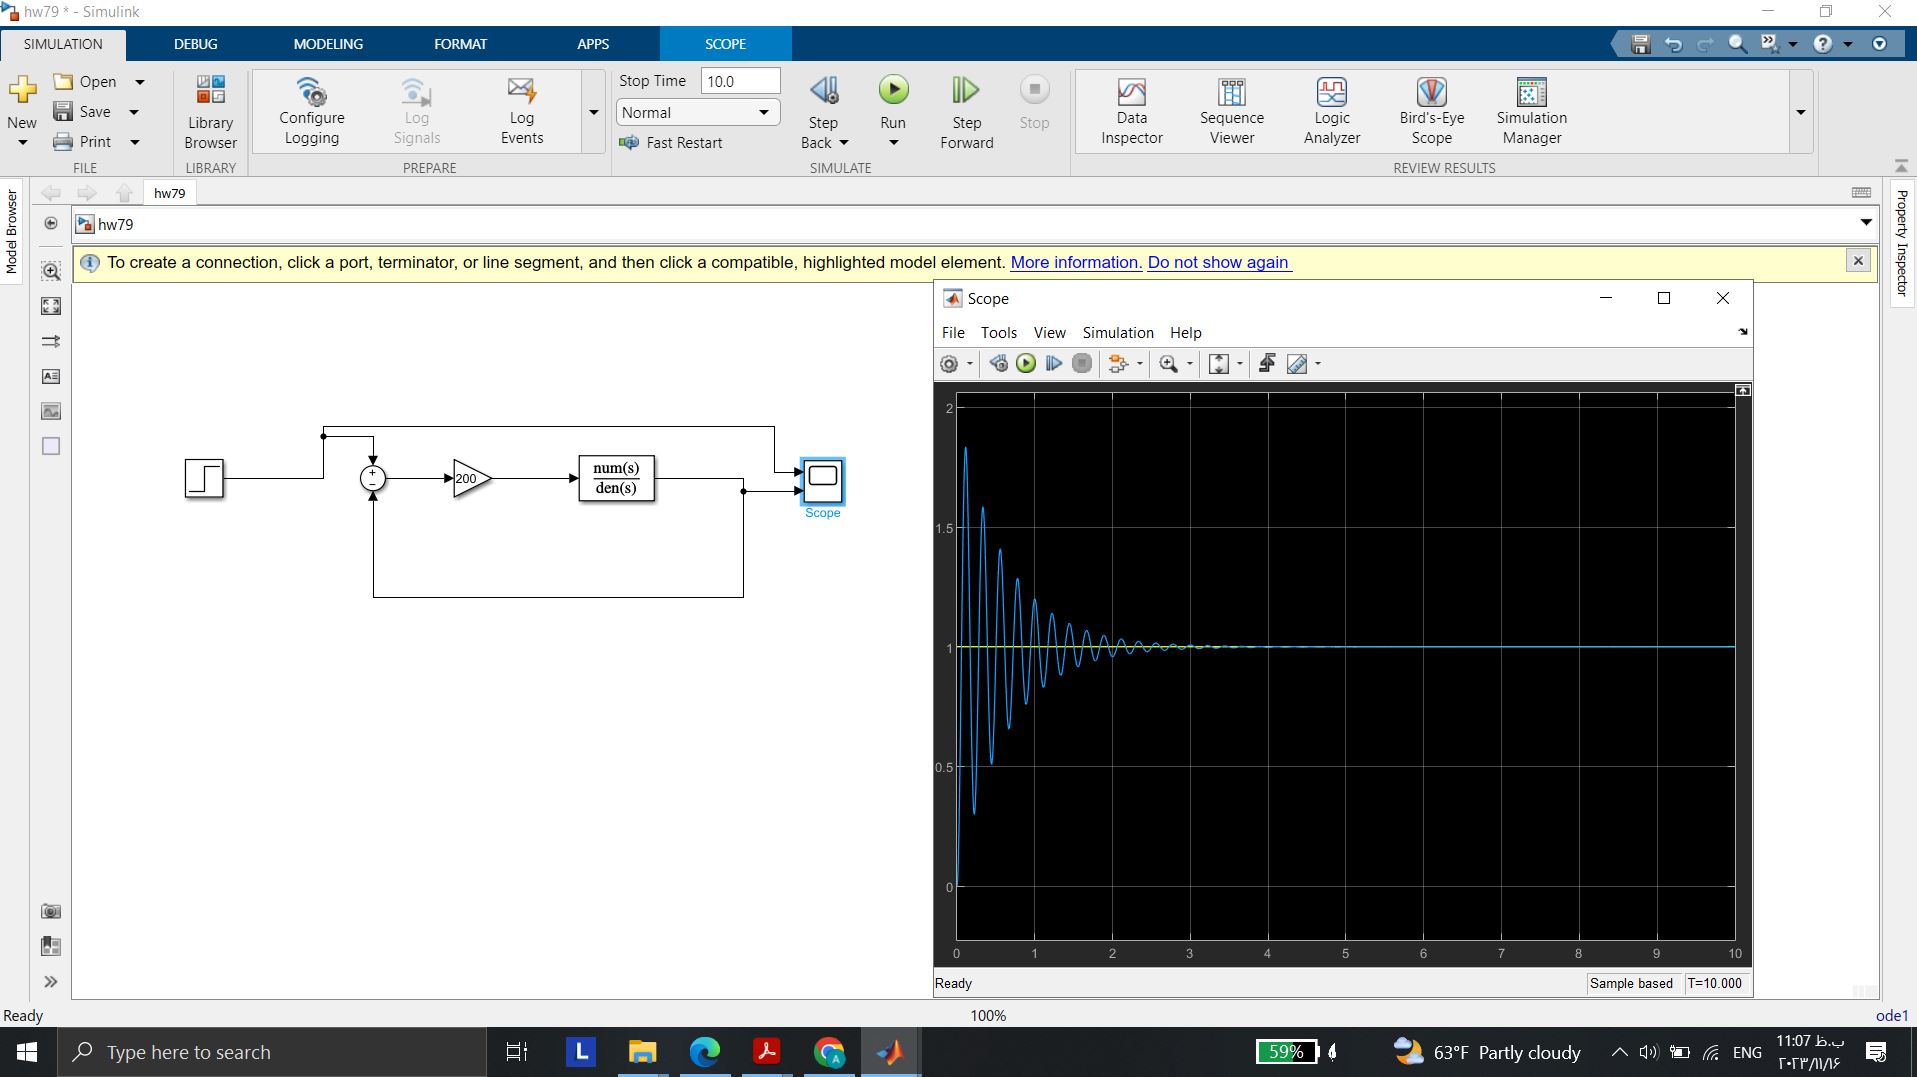 hw79 * - Simulink
SIMULATION DEBUG MODELING FORMAT APPS SCOPE
New
Open
Save
Print
FILE
Library
Browser
LIBRARY
Configure
Logging
Log
Signals
Log
Events
PREPARE
Stop Time 10.0
Normal
Fast Restart
Step
Back
Run
Step
Forward
Stop
SIMULATE
Data
Inspector
Sequence
Viewer
Logic
Analyzer
Bird's-Eye
Scope
Simulation
Manager
REVIEW RESULTS
Model Browser
hw79
hw79
Property Inspector
To create a connection, click a port, terminator, or line segment, and then click a compatible, highlighted model element. More information. Do not show again
200
num(s)
den(s)
Scope
Scope
File Tools View Simulation Help
2
1.5
1
0.5
0
0 1 2 3 4 5 6 7 8 9 10
Ready Sample based T=10.000
Ready 100% ode1
Type here to search
L
59%
63°F Partly cloudy
ENG
11:07 ب.ظ
۲۰۲۳/۱۱/۱۶